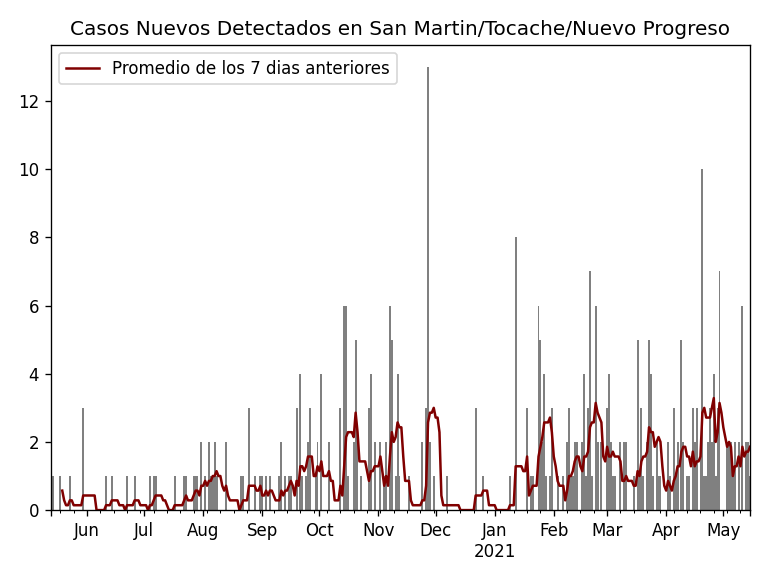 Casos Nuevos Detectados en San Martin/Tocache/Nuevo Progreso
Promedio de los 7 dias anteriores
12
10
8
6
4
2
0
Jun Jul Aug Sep Oct Nov Dec Jan Feb Mar Apr May
2021